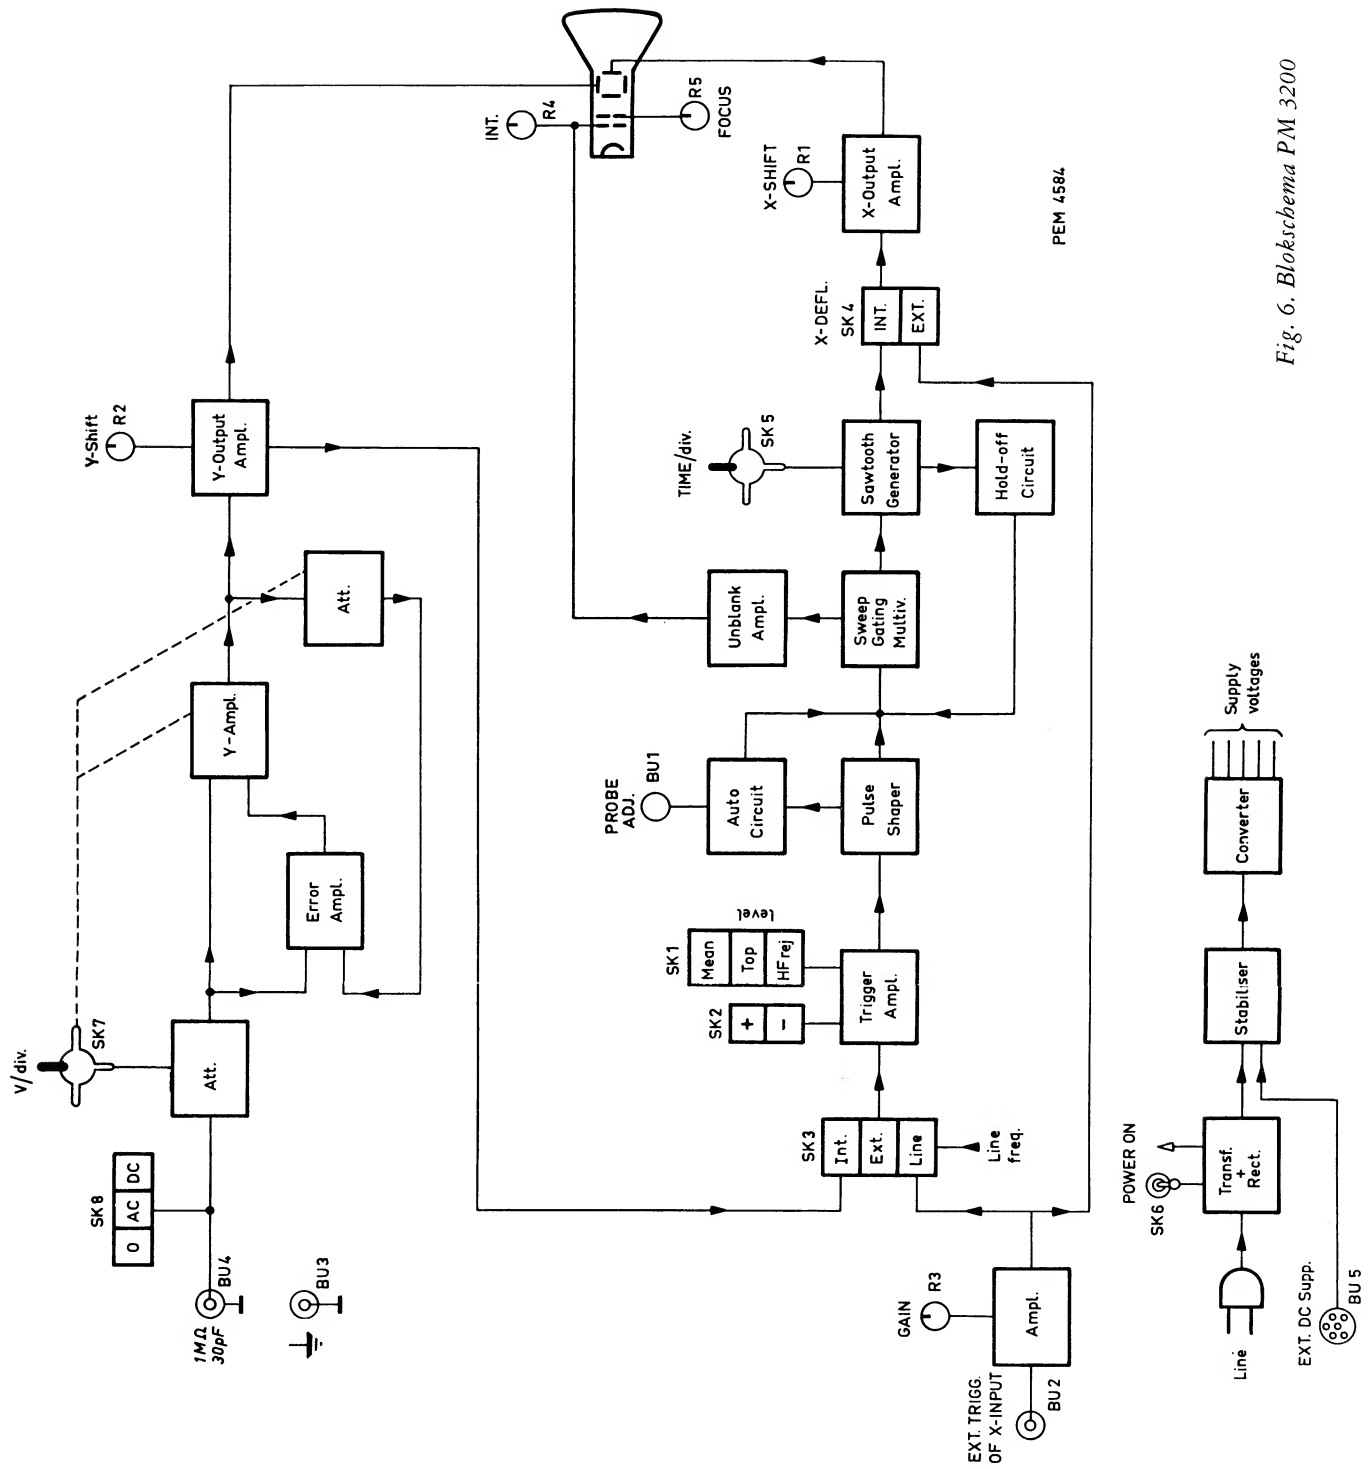 1MΩ
30pF
BU4
BU3
SK8
0
AC
DC
V/div.
SK7
Att.
Error
Ampl.
Y-Ampl.
Att.
Y-Shift
R2
Y-Output
Ampl.
INT.
R4
R5
FOCUS
EXT. TRIGG.
OF X-INPUT
BU2
GAIN
R3
Ampl.
SK3
Int.
Ext.
Line
Line
freq.
SK2
+
-
SK1
Mean
Top
HFrej
level
Trigger
Ampl.
Pulse
Shaper
PROBE
ADJ.
BU1
Auto
Circuit
Unblank
Ampl.
Sweep
Gating
Multiv.
TIME/div.
SK5
Sawtooth
Generator
Hold-off
Circuit
X-DEFL.
SK4
INT.
EXT.
X-SHIFT
R1
X-Output
Ampl.
PEM 4584
Line
EXT. DC Supp.
BU 5
POWER ON
SK6
Transf.
+
Rect.
Stabiliser
Converter
Supply
voltages
Fig. 6. Blokschema PM 3200